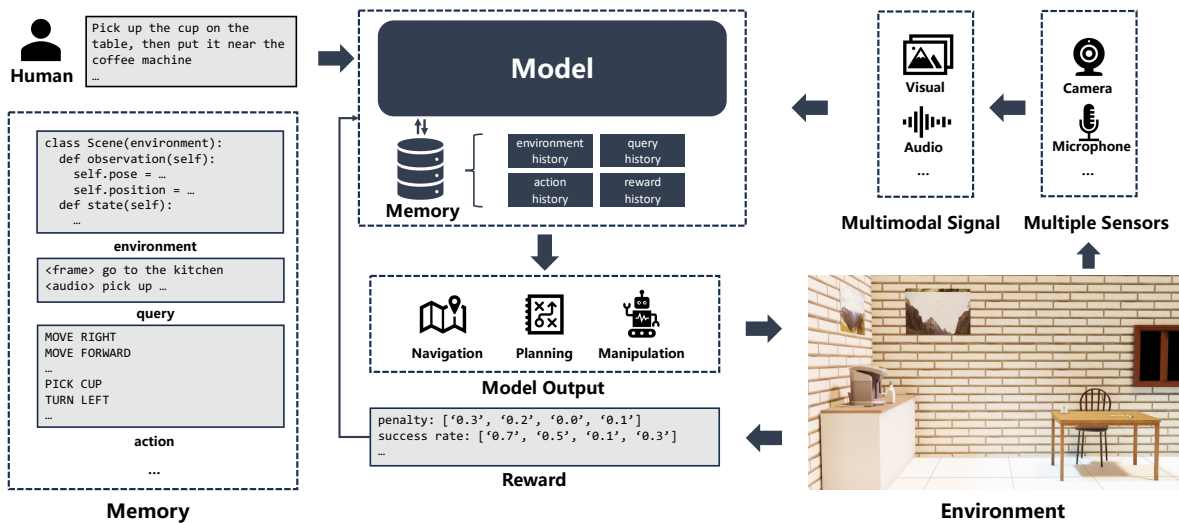 Pick up the cup on the
table, then put it near the
coffee machine
…
Human
class Scene(environment):
def observation(self):
self.pose = …
self.position = …
def state(self):
…
environment
<frame> go to the kitchen
<audio> pick up …
query
MOVE RIGHT
MOVE FORWARD
…
PICK CUP
TURN LEFT
…
action
…
Memory
Model
Memory
environment
history
query
history
action
history
reward
history
Navigation
Planning
Manipulation
Model Output
penalty: [‘0.3’, ‘0.2’, ‘0.0’, ‘0.1’]
success rate: [‘0.7’, ‘0.5’, ‘0.1’, ‘0.3’]
…
Reward
Visual
Audio
…
Multimodal Signal
Camera
Microphone
…
Multiple Sensors
Environment